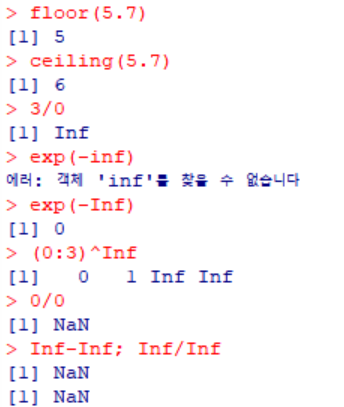 > floor(5.7)
[1] 5
> ceiling(5.7)
[1] 6
> 3/0
[1] Inf
> exp(-inf)
에러: 객체 'inf'를 찾을 수 없습니다
> exp(-Inf)
[1] 0
> (0:3)^Inf
[1]   0   1 Inf Inf
> 0/0
[1] NaN
> Inf-Inf; Inf/Inf
[1] NaN
[1] NaN